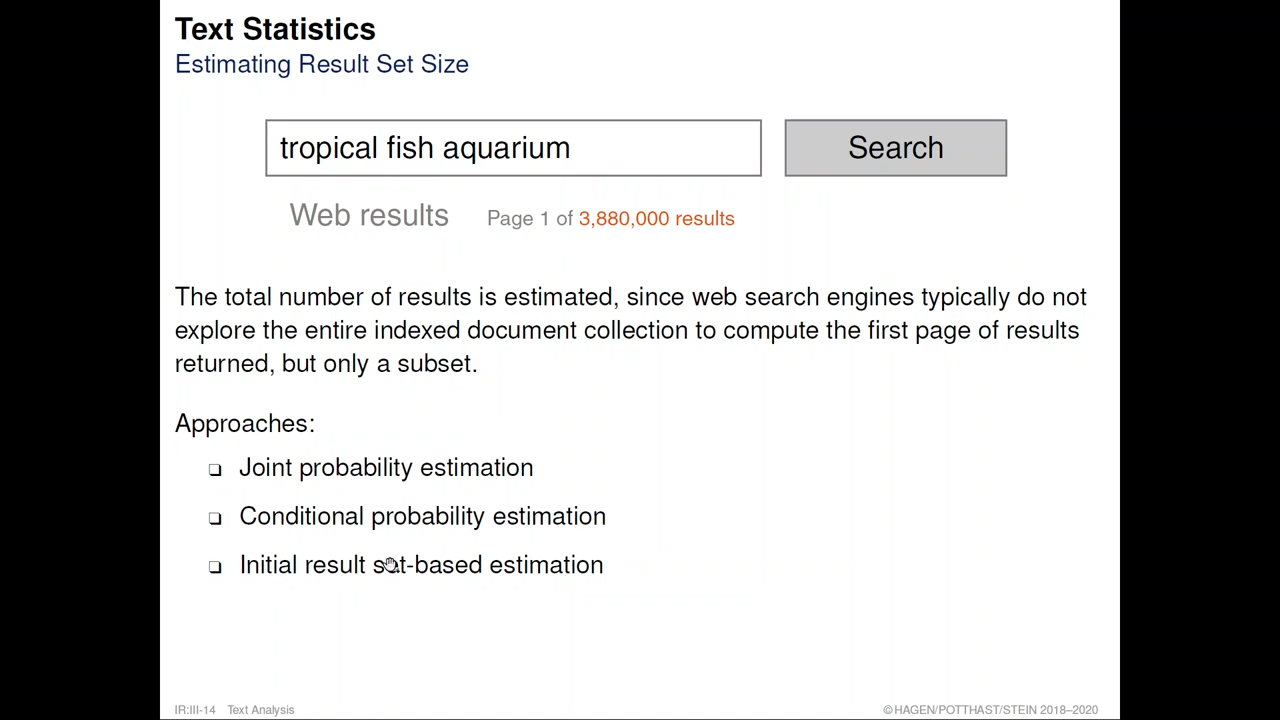 Text Statistics
Estimating Result Set Size
tropical fish aquarium Search
Web results Page 1 of 3,880,000 results
The total number of results is estimated, since web search engines typically do not
explore the entire indexed document collection to compute the first page of results
returned, but only a subset.
Approaches:
❏ Joint probability estimation
❏ Conditional probability estimation
❏ Initial result set-based estimation
IR:III-14 Text Analysis ©HAGEN/POTTHAST/STEIN 2018–2020